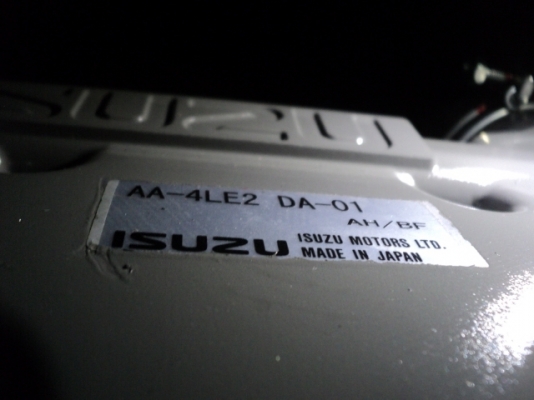 ISUZU
AA-4LE2 DA-01
AH/BF
ISUZU ISUZU MOTORS LTD.
MADE IN JAPAN